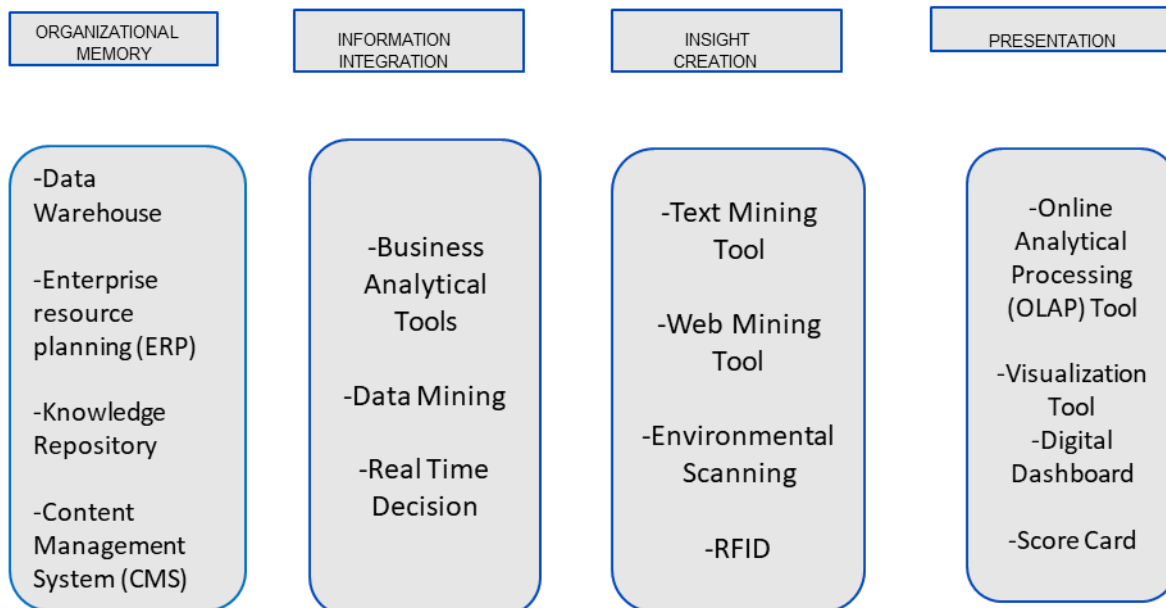 ORGANIZATIONAL
MEMORY
INFORMATION
INTEGRATION
INSIGHT
CREATION
PRESENTATION
-Data
Warehouse
-Enterprise
resource
planning (ERP)
-Knowledge
Repository
-Content
Management
System (CMS)
-Business
Analytical
Tools
-Data Mining
-Real Time
Decision
-Text Mining
Tool
-Web Mining
Tool
-Environmental
Scanning
-RFID
-Online
Analytical
Processing
(OLAP) Tool
-Visualization
Tool
-Digital
Dashboard
-Score Card